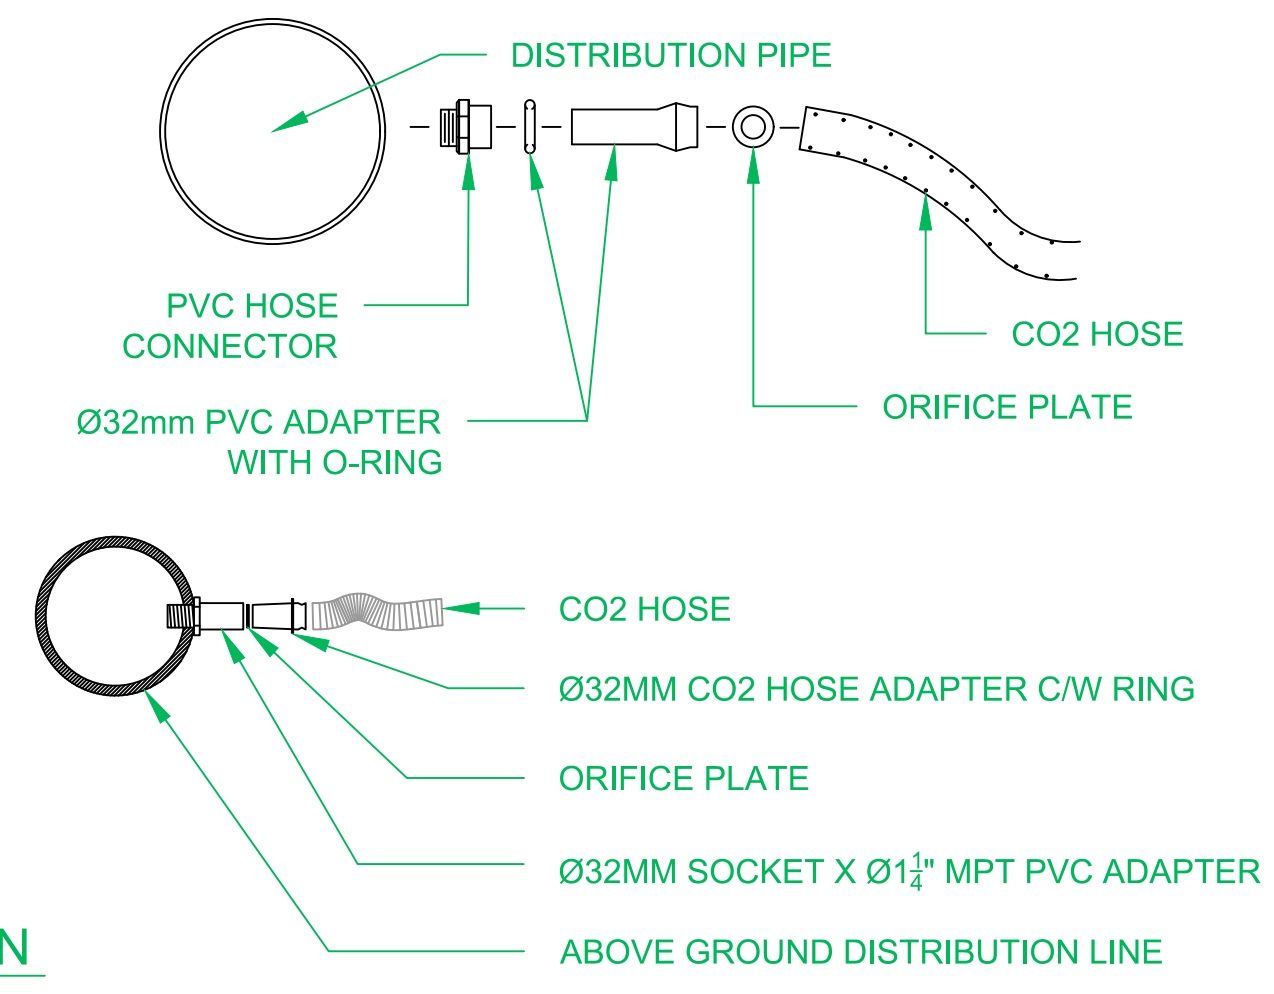 DISTRIBUTION PIPE
PVC HOSE
CONNECTOR
CO2 HOSE
ORIFICE PLATE
Ø32mm PVC ADAPTER
WITH O-RING
CO2 HOSE
Ø32MM CO2 HOSE ADAPTER C/W RING
ORIFICE PLATE
Ø32MM SOCKET X Ø1¼" MPT PVC ADAPTER
ABOVE GROUND DISTRIBUTION LINE
N